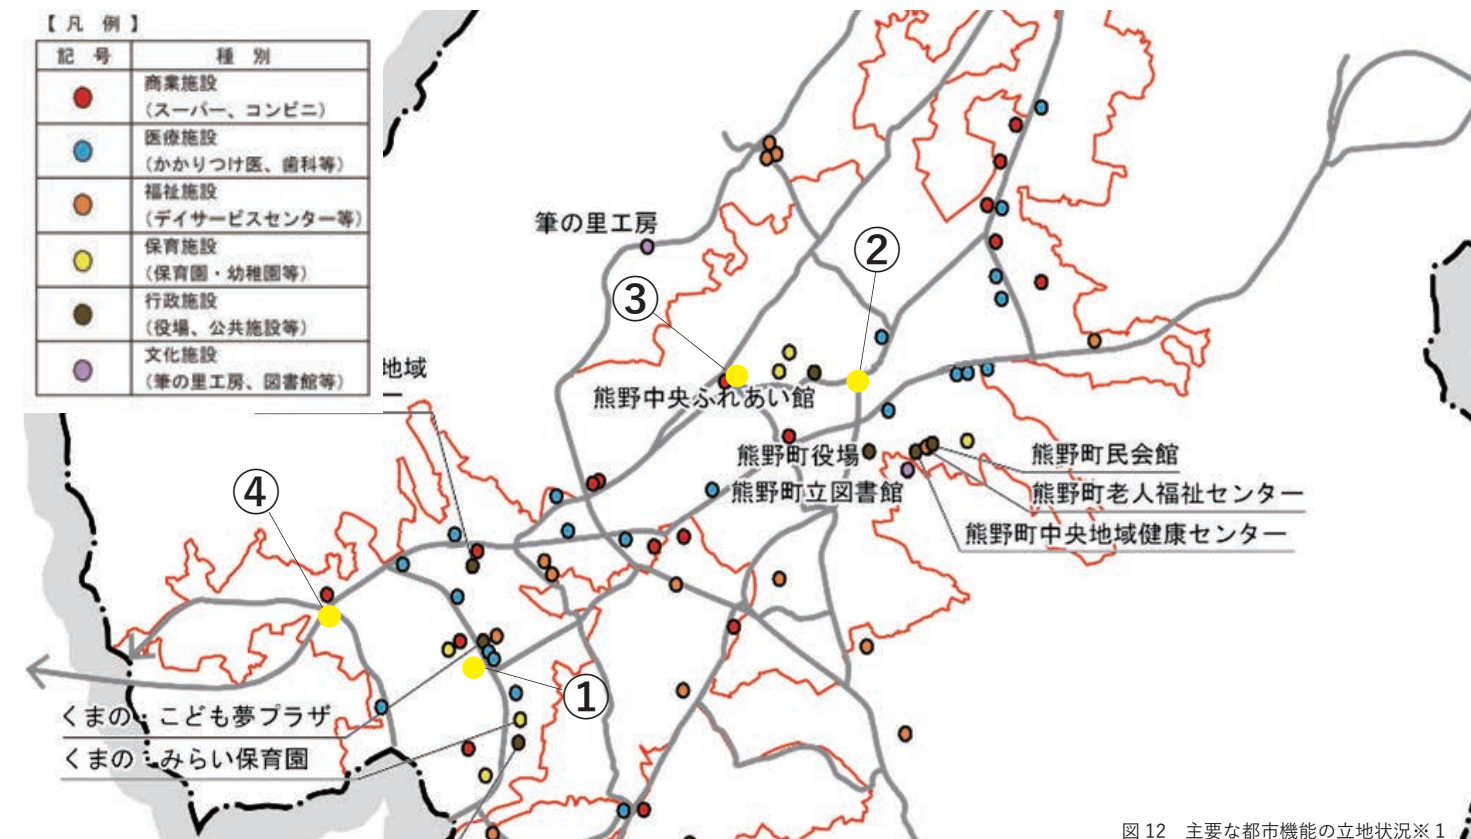 【 凡 例 】
記 号 種 別
商業施設
（スーパー、コンビニ）
医療施設
（かかりつけ医、歯科等）
福祉施設
（デイサービスセンター等）
保育施設
（保育園・幼稚園等）
行政施設
（役場、公共施設等）
文化施設
（筆の里工房、図書館等）
筆の里工房
②
③
地域
ー
熊野中央ふれあい館
熊野町役場
熊野町民会館
④
熊野町立図書館
熊野町老人福祉センター
熊野町中央地域健康センター
①
くまの・こども夢プラザ
くまの・みらい保育園
図 12 主要な都市機能の立地状況※1